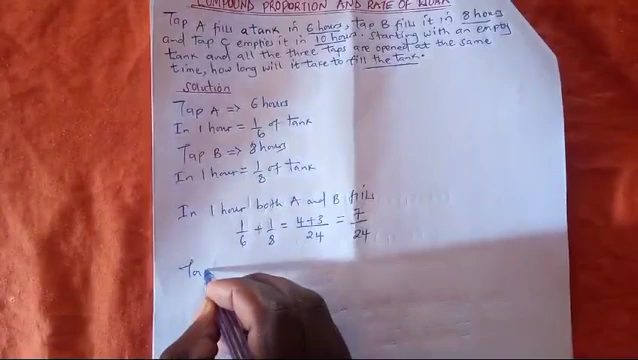 COMPOUND PROPORTION AND RATE OF WORK
Tap A fills a tank in 6 hours, Tap B fills it in 8 hours
and Tap C empties it in 10 hours. Starting with an empty
tank and all the three Taps are opened at the same
time, how long will it take to fill the tank.
Solution
Tap A => 6 hours
In 1 hour = 1/6 of Tank
Tap B => 8 hours
In 1 hour = 1/8 of Tank
In 1 hour both A and B fills
1/6 + 1/8 = 4+3/24 = 7/24
Ta